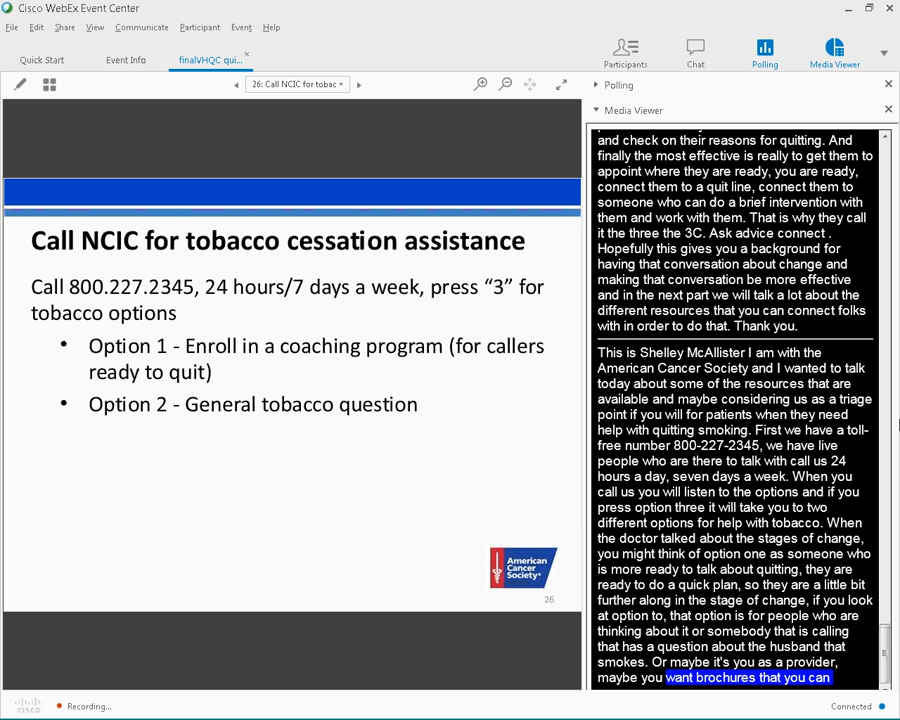 Cisco WebEx Event Center
File Edit Share View Communicate Participant Event Help
Quick Start
Event Info
finalVHQC qui...
Participants
Chat
Polling
Media Viewer
26: Call NCIC for tobac
Call NCIC for tobacco cessation assistance
Call 800.227.2345, 24 hours/7 days a week, press “3” for
tobacco options
• Option 1 - Enroll in a coaching program (for callers
ready to quit)
• Option 2 - General tobacco question
American
Cancer
Society®
26
Polling
Media Viewer
and check on their reasons for quitting. And
finally the most effective is really to get them to
appoint where they are ready, you are ready,
connect them to a quit line, connect them to
someone who can do a brief intervention with
them and work with them. That is why they call
it the three the 3C. Ask advice connect .
Hopefully this gives you a background for
having that conversation about change and
making that conversation be more effective
and in the next part we will talk a lot about the
different resources that you can connect folks
with in order to do that. Thank you.
This is Shelley McAllister I am with the
American Cancer Society and I wanted to talk
today about some of the resources that are
available and maybe considering us as a triage
point if you will for patients when they need
help with quitting smoking. First we have a toll-
free number 800-227-2345, we have live
people who are there to talk with call us 24
hours a day, seven days a week. When you
call us you will listen to the options and if you
press option three it will take you to two
different options for help with tobacco. When
the doctor talked about the stages of change,
you might think of option one as someone who
is more ready to talk about quitting, they are
ready to do a quick plan, so they are a little bit
further along in the stage of change, if you look
at option to, that option is for people who are
thinking about it or somebody that is calling
that has a question about the husband that
smokes. Or maybe it's you as a provider,
maybe you want brochures that you can
cisco
Recording...
Connected